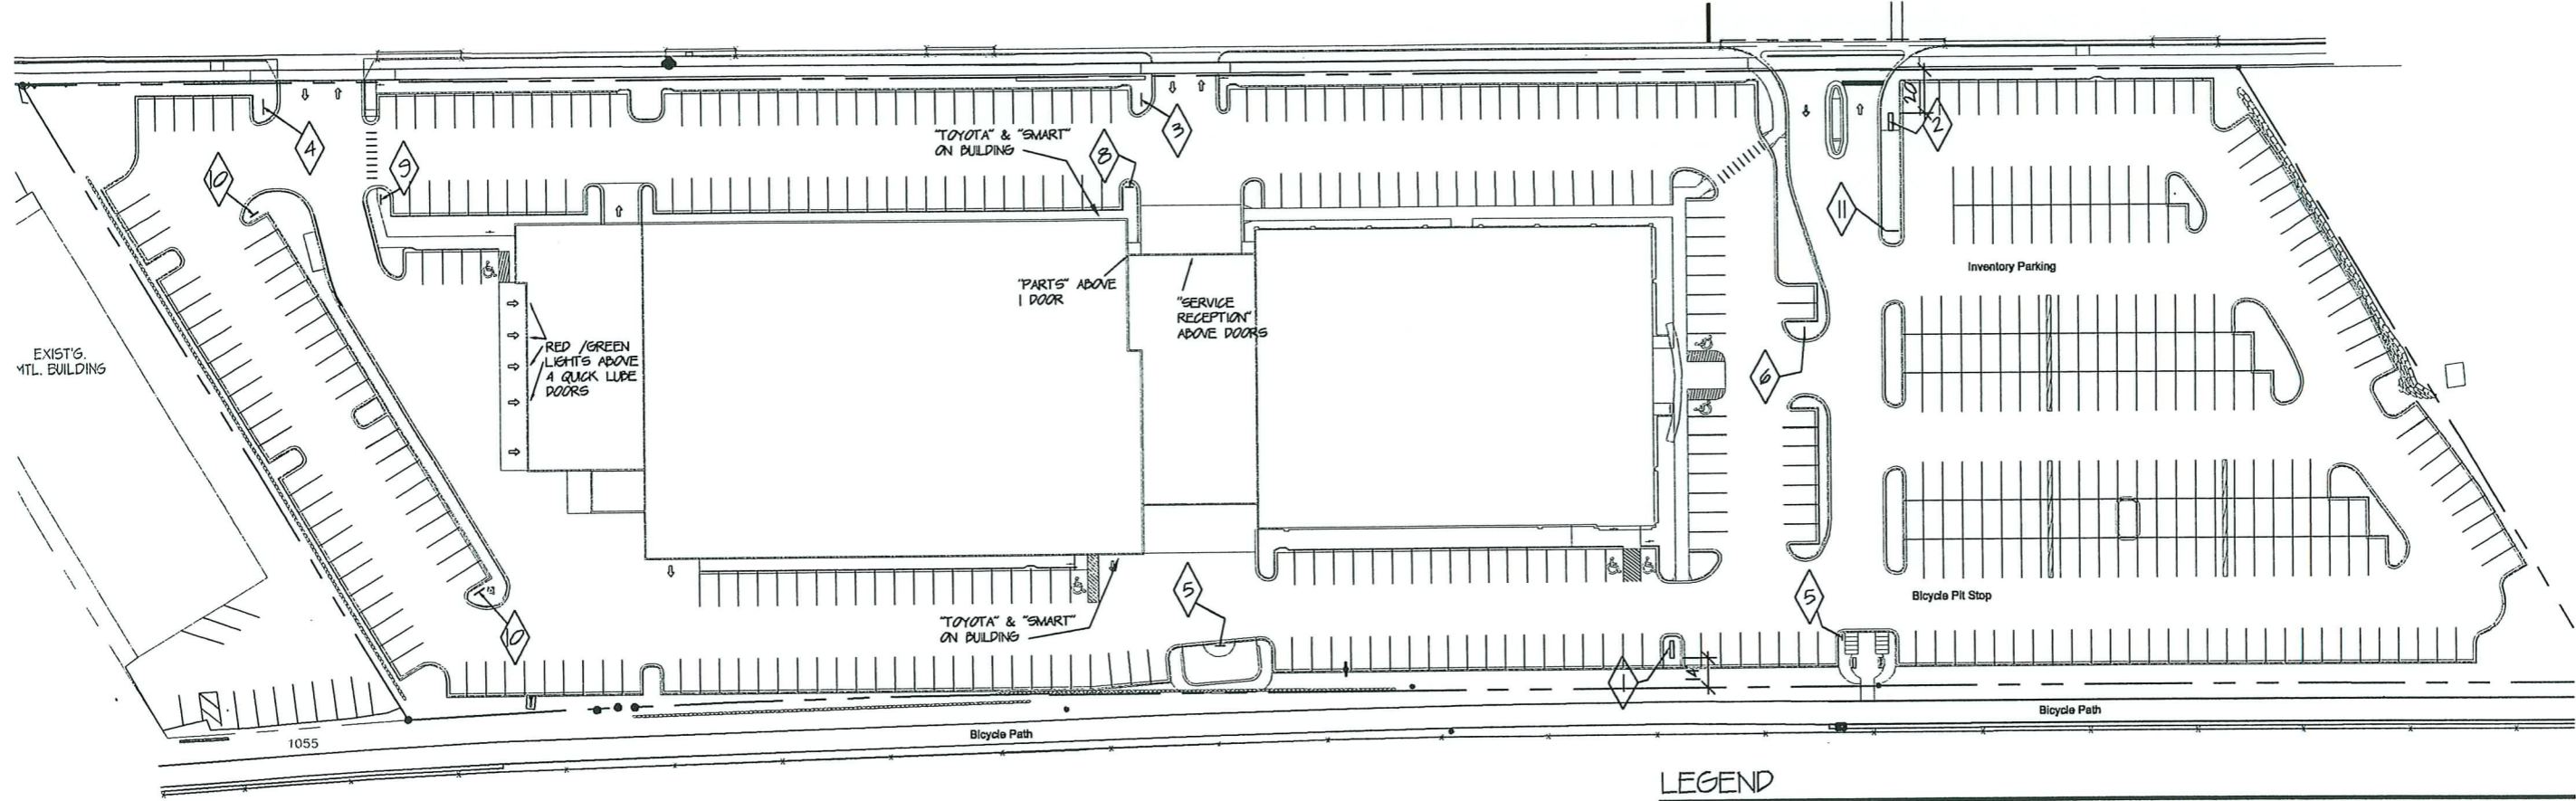 20
2
3
4
"TOYOTA" & "SMART"
ON BUILDING
8
9
10
11
Inventory Parking
"PARTS" ABOVE
1 DOOR
"SERVICE
RECEPTION"
ABOVE DOORS
RED /GREEN
LIGHTS ABOVE
4 QUICK LUBE
DOORS
EXIST'G.
MTL. BUILDING
6
5
5
Bicycle Pit Stop
"TOYOTA" & "SMART"
ON BUILDING
10
1
14
Bicycle Path
Bicycle Path
1055
LEGEND